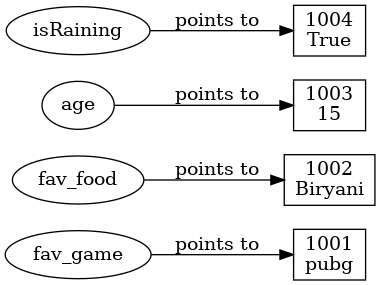 isRaining
points to
1004
True
age
points to
1003
15
fav_food
points to
1002
Biryani
fav_game
points to
1001
pubg